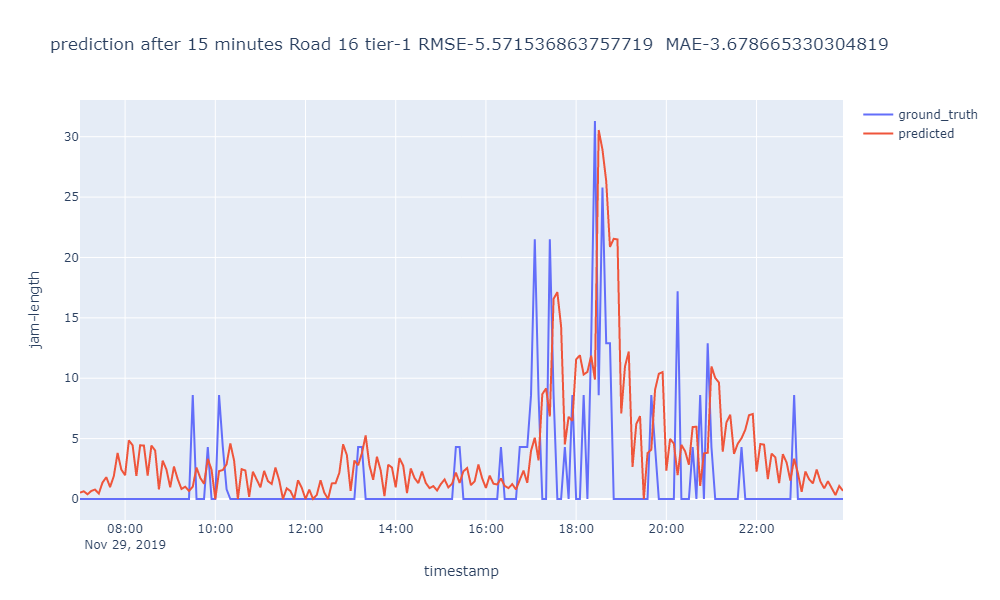 prediction after 15 minutes Road 16 tier-1 RMSE-5.571536863757719  MAE-3.678665330304819
ground_truth
predicted
30
25
20
15
10
5
0
jam-length
08:00 10:00 12:00 14:00 16:00 18:00 20:00 22:00
Nov 29, 2019
timestamp